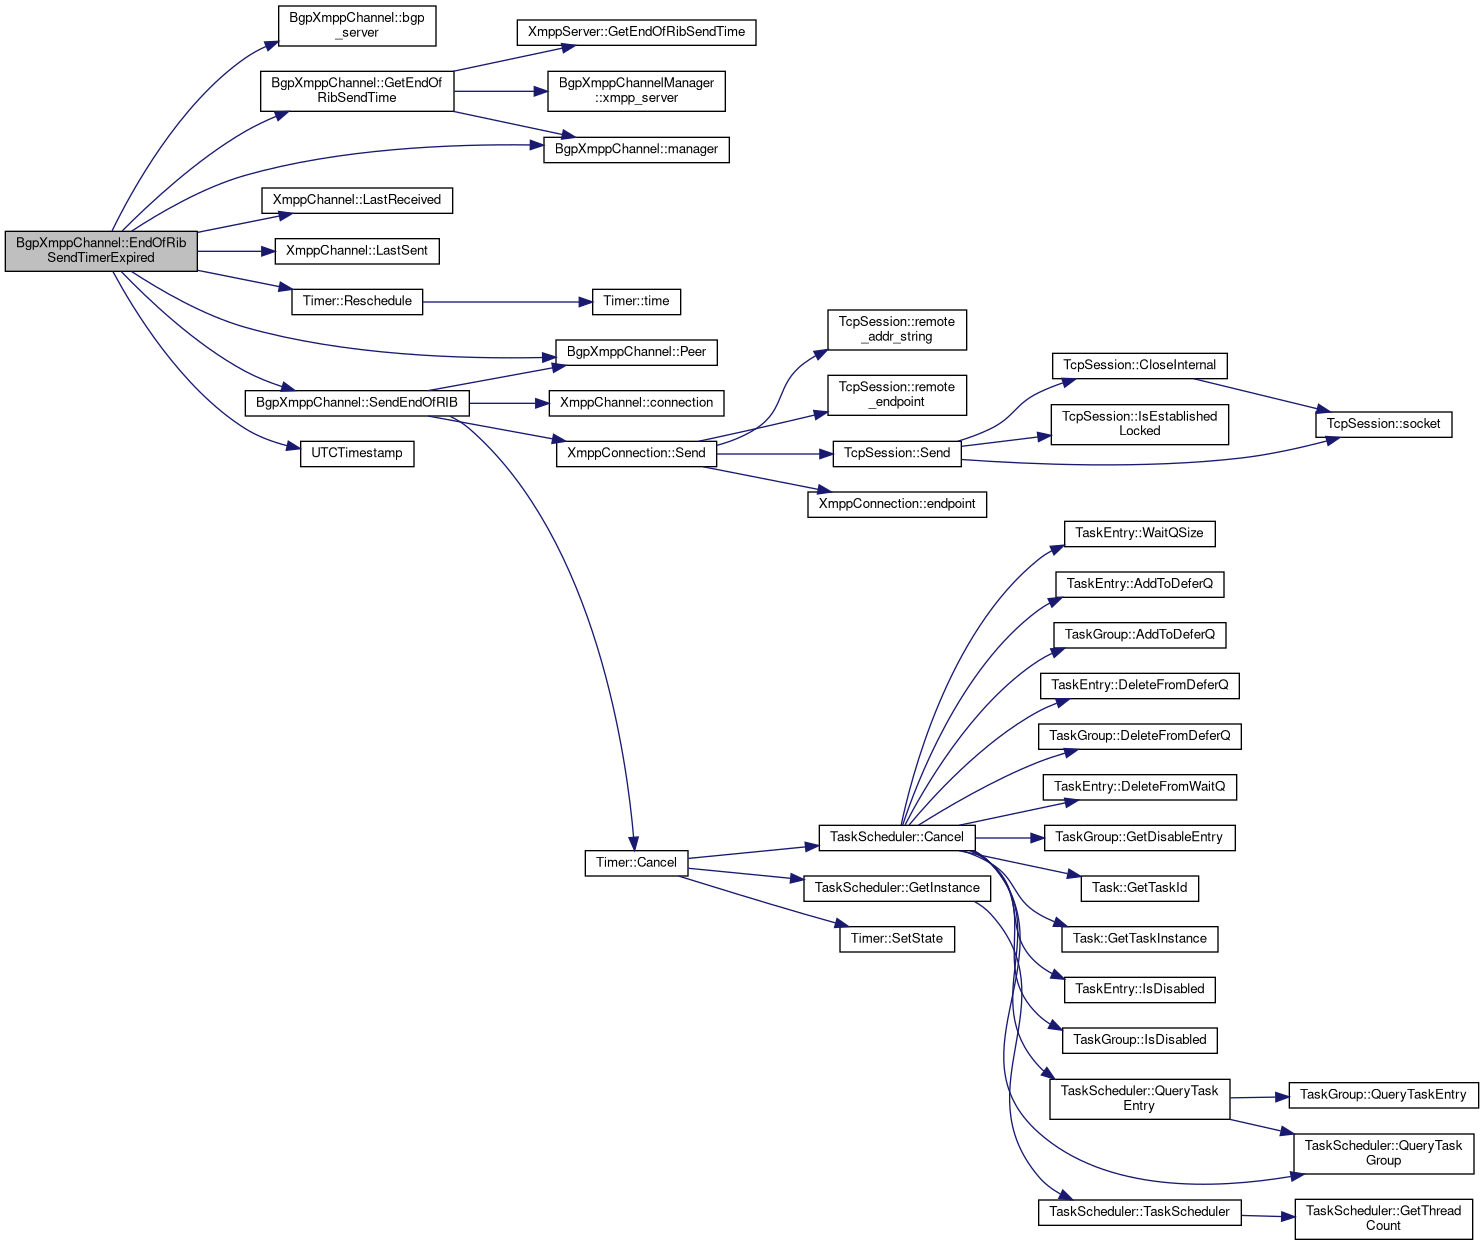 BgpXmppChannel::bgp
_server
XmppServer::GetEndOfRibSendTime
BgpXmppChannel::GetEndOf
RibSendTime
BgpXmppChannelManager
::xmpp_server
BgpXmppChannel::manager
XmppChannel::LastReceived
BgpXmppChannel::EndOfRib
SendTimerExpired
XmppChannel::LastSent
Timer::Reschedule
Timer::time
TcpSession::remote
_addr_string
BgpXmppChannel::Peer
TcpSession::CloseInternal
BgpXmppChannel::SendEndOfRIB
XmppChannel::connection
TcpSession::remote
_endpoint
TcpSession::IsEstablished
Locked
TcpSession::socket
UTCTimestamp
XmppConnection::Send
TcpSession::Send
XmppConnection::endpoint
TaskEntry::WaitQSize
TaskEntry::AddToDeferQ
TaskGroup::AddToDeferQ
TaskEntry::DeleteFromDeferQ
TaskGroup::DeleteFromDeferQ
TaskEntry::DeleteFromWaitQ
TaskScheduler::Cancel
TaskGroup::GetDisableEntry
Timer::Cancel
TaskScheduler::GetInstance
Task::GetTaskId
Timer::SetState
Task::GetTaskInstance
TaskEntry::IsDisabled
TaskGroup::IsDisabled
TaskScheduler::QueryTask
Entry
TaskGroup::QueryTaskEntry
TaskScheduler::QueryTask
Group
TaskScheduler::TaskScheduler
TaskScheduler::GetThread
Count